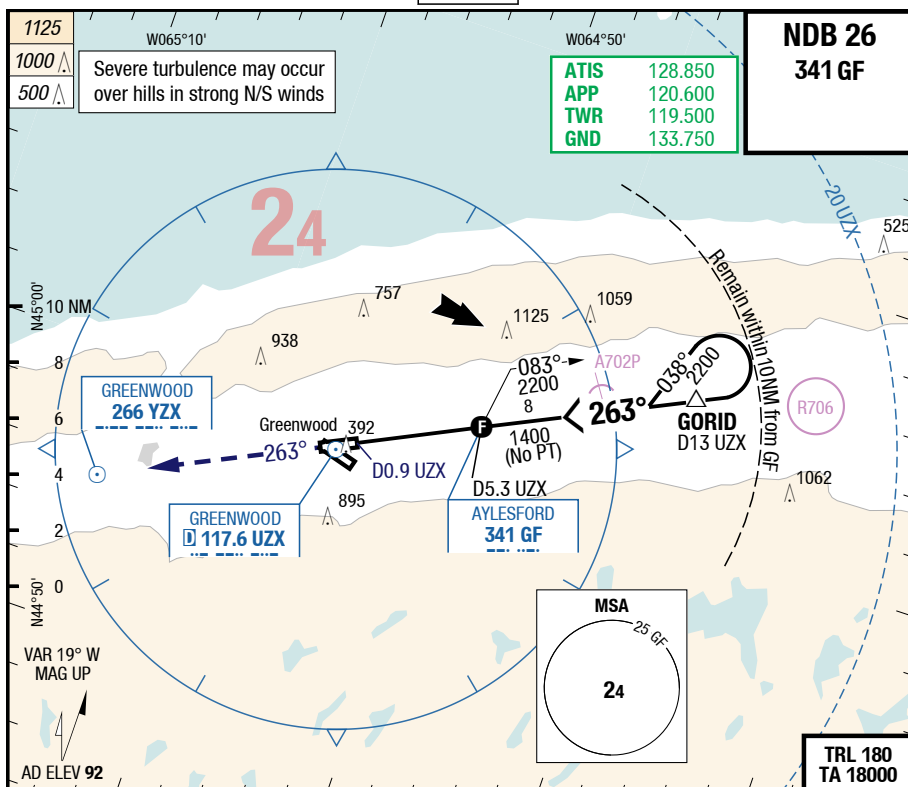 1125
1000
500
W065°10'
W064°50'
Severe turbulence may occur
over hills in strong N/S winds
ATIS 128.850
APP 120.600
TWR 119.500
GND 133.750
NDB 26
341 GF
24
20 UZX
525
Remain within 10 NM from GF
N45°00'
10 NM
757
1125
1059
938
8
083°
2200
8
A702P
038°
2200
GREENWOOD
266 YZX
6
Greenwood
392
F
263°
GORID
D13 UZX
R706
1400
(No PT)
263°
D0.9 UZX
4
D5.3 UZX
1062
895
GREENWOOD
D 117.6 UZX
AYLESFORD
341 GF
2
0
N44°50'
MSA
25 GF
24
VAR 19° W
MAG UP
AD ELEV 92
TRL 180
TA 18000